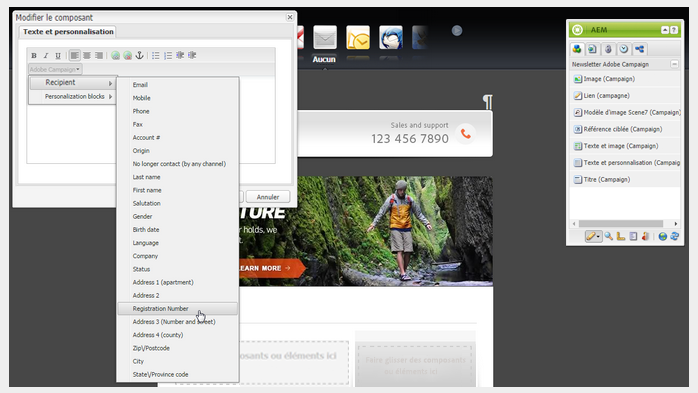 Modifier le composant
Texte et personnalisation
B I U
Adobe Campaign
Recipient
Personalization blocks
Email
Mobile
Phone
Fax
Account #
Origin
No longer contact (by any channel)
Last name
First name
Salutation
Gender
Birth date
Language
Company
Status
Address 1 (apartment)
Address 2
Registration Number
Address 3 (Number and street)
Address 4 (county)
Zip\/Postcode
City
State\/Province code
Annuler
Aucun
¶
Sales and support
123 456 7890
TURE
holds, we
LEARN MORE
composants ou éléments ici
Faire glisser des composants
ou éléments ici
AEM
Newsletter Adobe Campaign
Image (Campaign)
Lien (campagne)
Modèle d'image Scene7 (Campaign)
Référence ciblée (Campaign)
Texte et image (Campaign)
Texte et personnalisation (Campaig
Titre (Campaign)